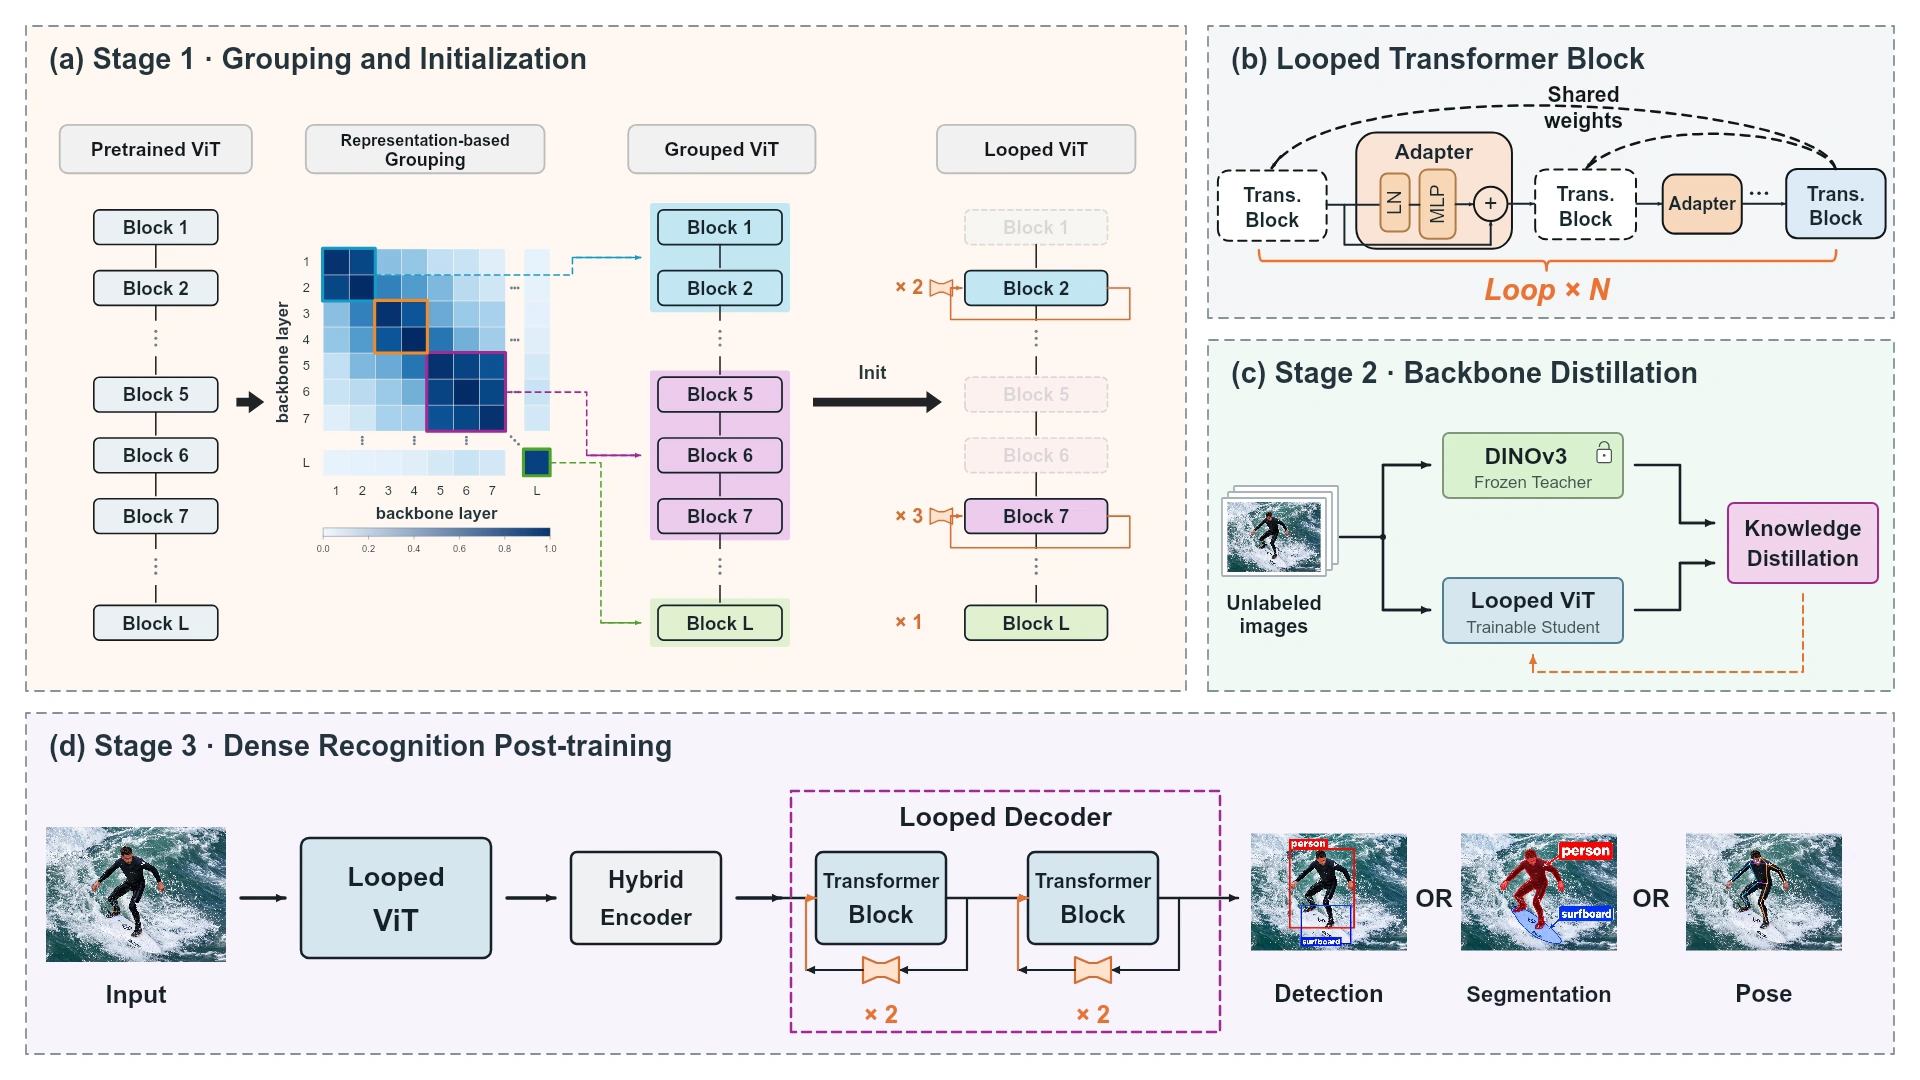 (a) Stage 1 · Grouping and Initialization
Pretrained ViT
Block 1
Block 2
Block 5
Block 6
Block 7
Block L
Representation-based
Grouping
backbone layer
1
2
3
4
5
6
7
L
1 2 3 4 5 6 7 L
backbone layer
0.0 0.2 0.4 0.6 0.8 1.0
Grouped ViT
Block 1
Block 2
Block 5
Block 6
Block 7
Block L
Init
Looped ViT
Block 1
× 2
Block 2
Block 5
Block 6
× 3
Block 7
× 1
Block L
(b) Looped Transformer Block
Shared
weights
Trans.
Block
Adapter
LN
MLP
+
Trans.
Block
Adapter
...
Trans.
Block
Loop × N
(c) Stage 2 · Backbone Distillation
Unlabeled
images
DINOv3
Frozen Teacher
Looped ViT
Trainable Student
Knowledge
Distillation
(d) Stage 3 · Dense Recognition Post-training
Input
Looped
ViT
Hybrid
Encoder
Looped Decoder
Transformer
Block
× 2
Transformer
Block
× 2
person
surfboard
Detection
OR
person
surfboard
Segmentation
OR
Pose